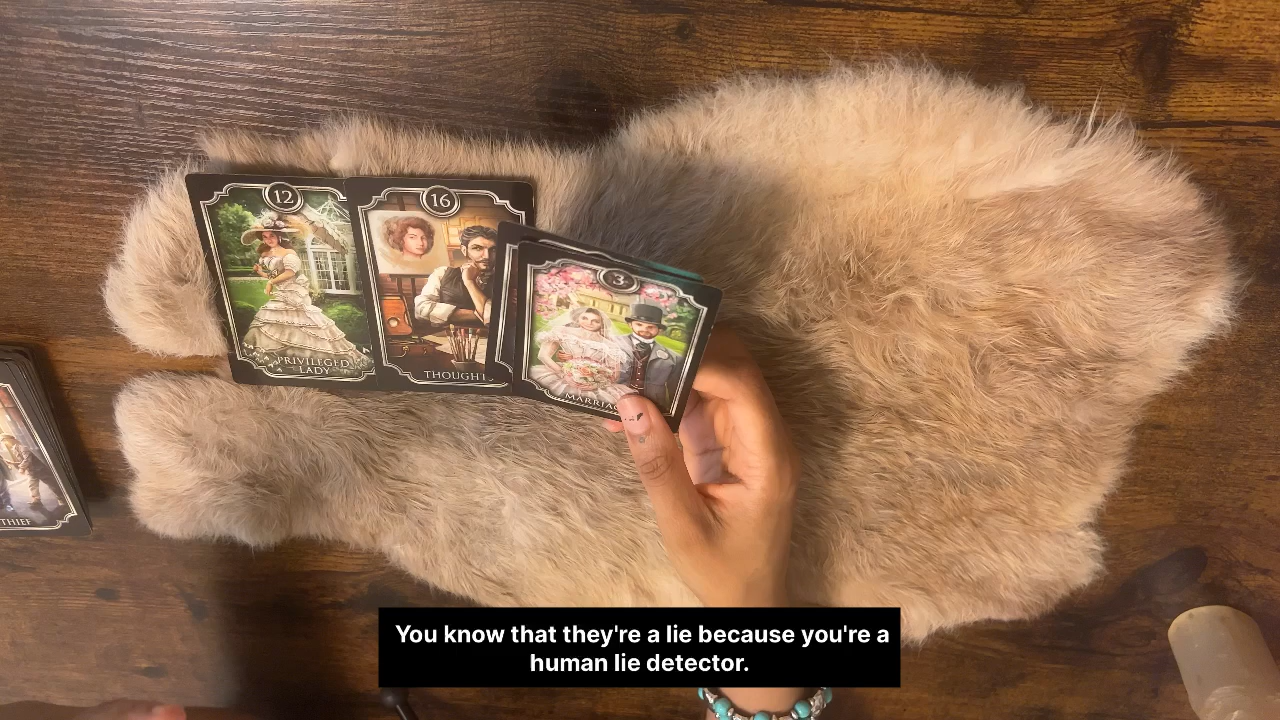 12
PRIVILEGED
LADY
16
THOUGHT
3
THIEF
You know that they're a lie because you're a
human lie detector.